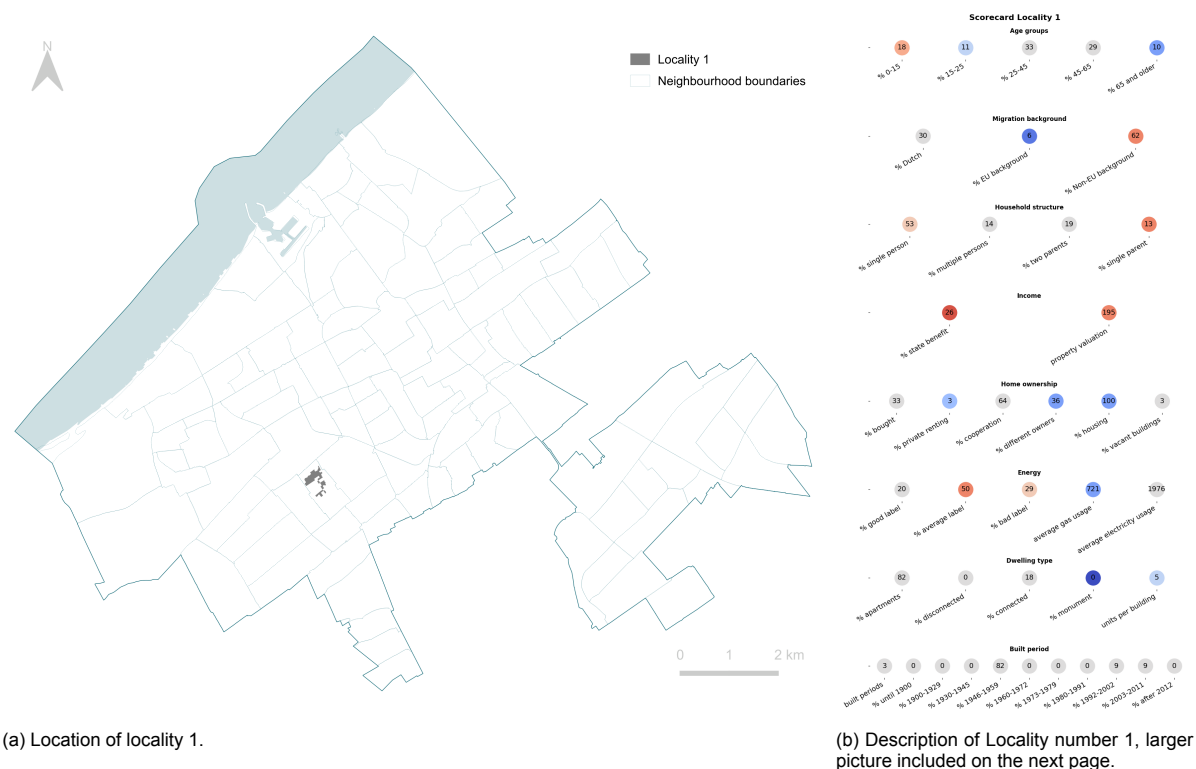 N
Locality 1
Neighbourhood boundaries
0 1 2 km
(a) Location of locality 1.
Scorecard Locality 1
Age groups
18 11 33 29 10
% 0-15 % 15-25 % 25-45 % 45-65 % 65 and older
Migration background
30 6 62
% Dutch % EU background % Non-EU background
Household structure
53 14 19 13
% single person % multiple persons % two parents % single parent
Income
26 195
% state benefit property valuation
Home ownership
33 3 64 36 100 3
% bought % private renting % cooperation % different owners % housing % vacant buildings
Energy
20 50 29 721 1976
% good label % average label % bad label average gas usage average electricity usage
Dwelling type
82 0 18 0 5
% apartments % disconnected % connected % monument units per building
Built period
3 0 0 0 82 0 0 0 9 9 0
built periods % until 1900 % 1900-1929 % 1930-1945 % 1946-1959 % 1960-1972 % 1973-1979 % 1980-1991 % 1992-2002 % 2003-2011 % after 2012
(b) Description of Locality number 1, larger
picture included on the next page.